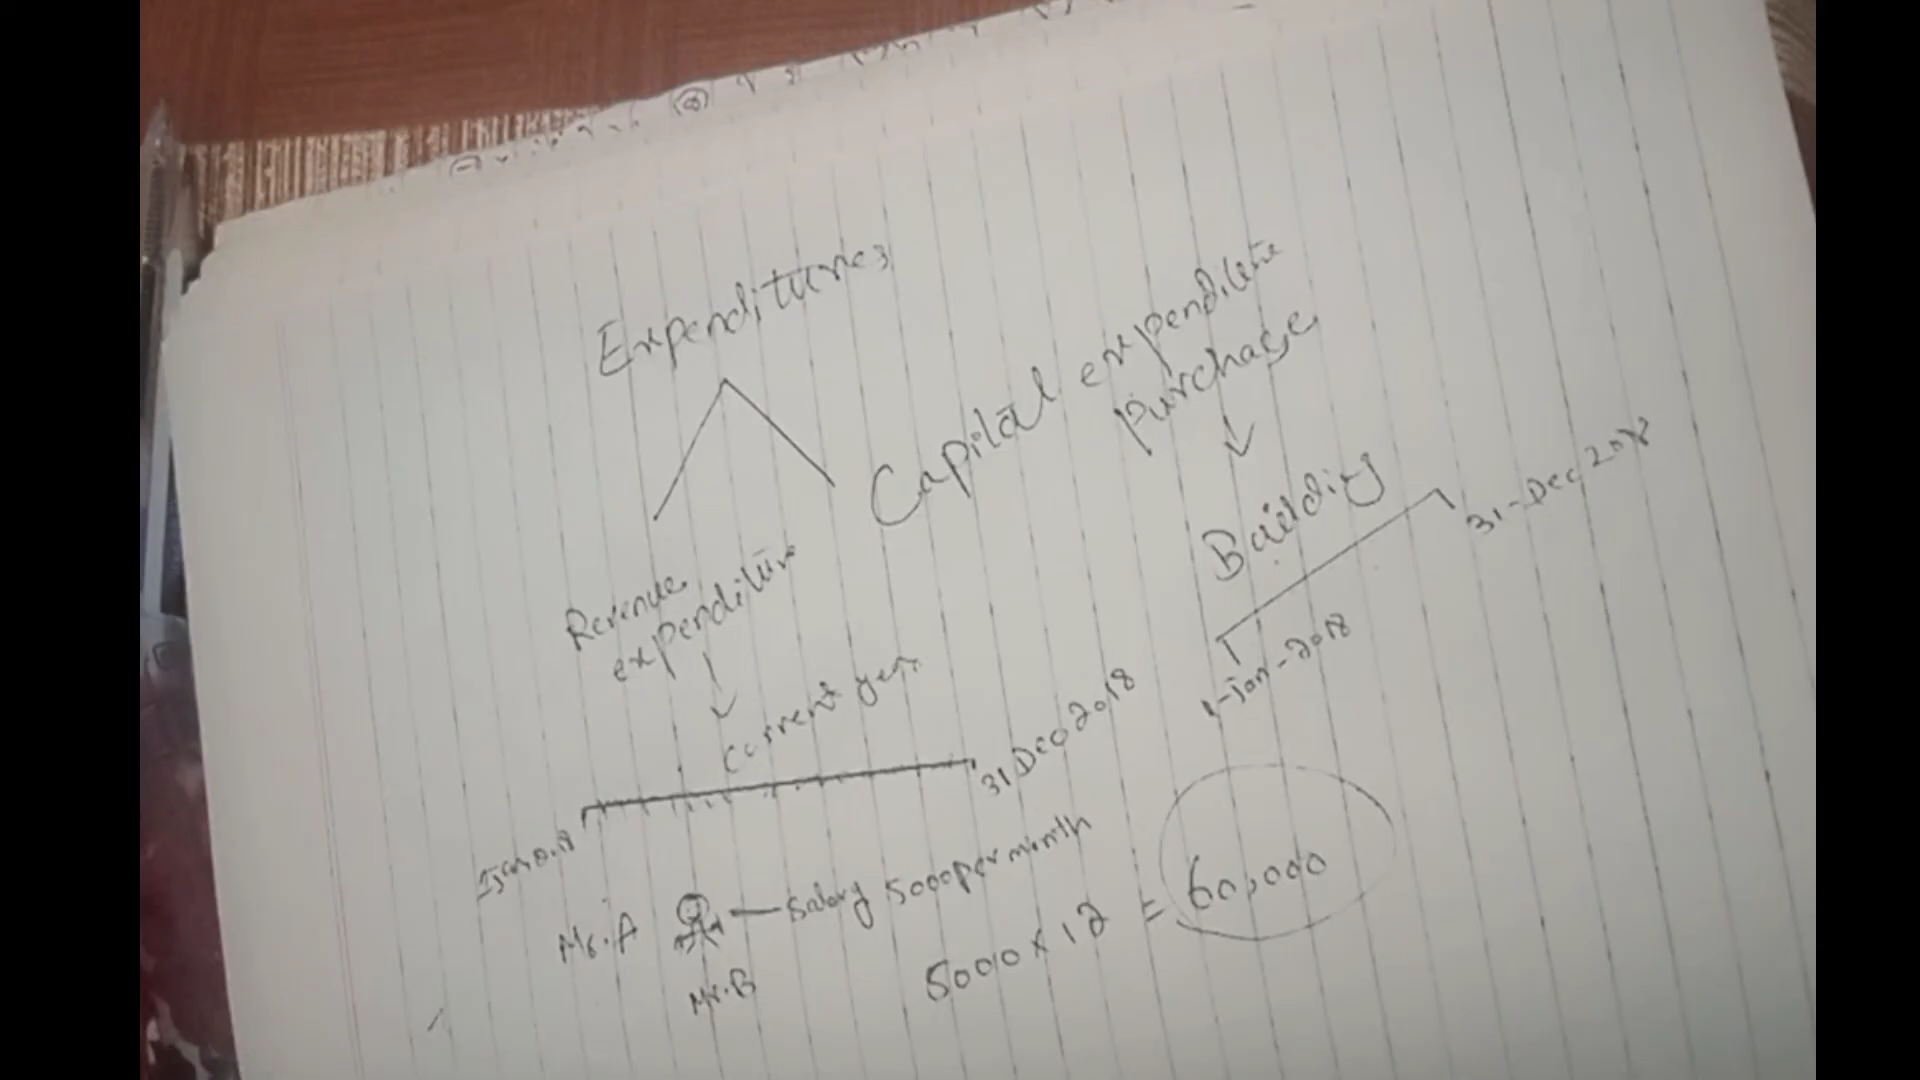 Expenditures
Capital expenditure
Purchase
Building
31-Dec 2018
1-Jan-2018
Revenue
expenditure
Current year
31 Dec 2018
Mr. A
Salary 5000 per month
Mr. B
5000 x 12 = 60,000